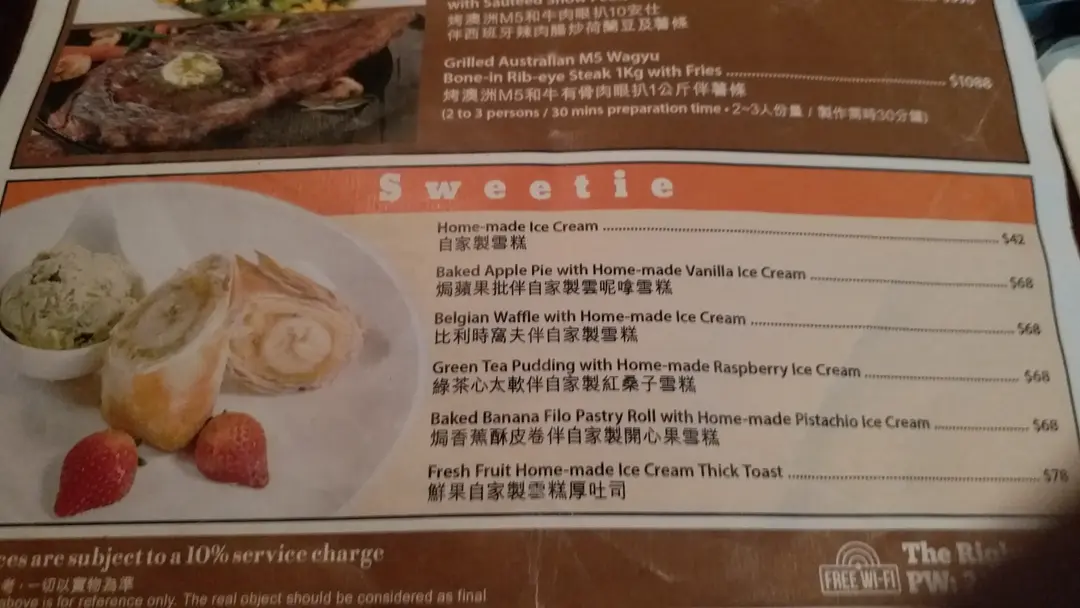 with Sauteed Snow
烤澳洲M5和牛肉眼扒10安仕
伴西班牙辣肉腸炒荷蘭豆及薯條
Grilled Australian M5 Wagyu
Bone-in Rib-eye Steak 1Kg with Fries $1088
烤澳洲M5和牛有骨肉眼扒1公斤伴薯條
(2 to 3 persons / 30 mins preparation time • 2~3人份量 / 製作需時30分鐘)
Sweetie
Home-made Ice Cream $42
自家製雪糕
Baked Apple Pie with Home-made Vanilla Ice Cream $68
焗蘋果批伴自家製雲呢嗱雪糕
Belgian Waffle with Home-made Ice Cream $68
比利時窩夫伴自家製雪糕
Green Tea Pudding with Home-made Raspberry Ice Cream $68
綠茶心太軟伴自家製紅桑子雪糕
Baked Banana Filo Pastry Roll with Home-made Pistachio Ice Cream $68
焗香蕉酥皮卷伴自家製開心果雪糕
Fresh Fruit Home-made Ice Cream Thick Toast $78
鮮果自家製雪糕厚吐司
ces are subject to a 10% service charge
考，一切以實物為準
above is for reference only. The real object should be considered as final
FREE WI-FI
The
PW: